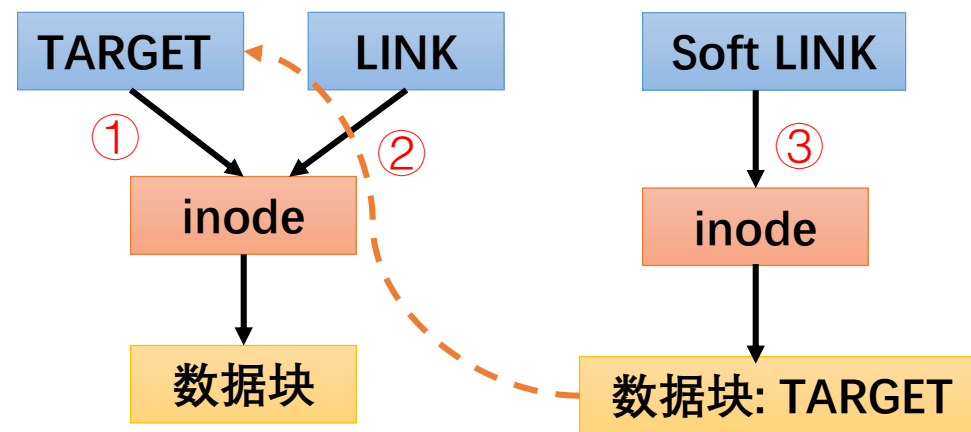 TARGET
LINK
Soft LINK
①
②
③
inode
inode
数据块
数据块: TARGET